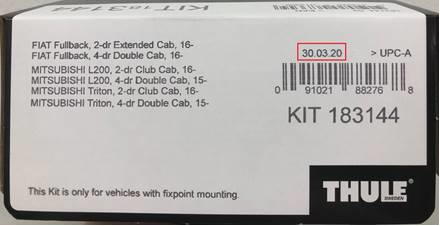 KIT 183144
FIAT Fullback, 2-dr Extended Cab, 16-
FIAT Fullback, 4-dr Double Cab, 16-
MITSUBISHI L200, 2-dr Club Cab, 16-
MITSUBISHI L200, 4-dr Double Cab, 15-
MITSUBISHI Triton, 2-dr Club Cab, 16-
MITSUBISHI Triton, 4-dr Double Cab, 15-
30.03.20 > UPC-A
0 91021 88276 8
KIT 183144
This Kit is only for vehicles with fixpoint mounting.
THULE
SWEDEN